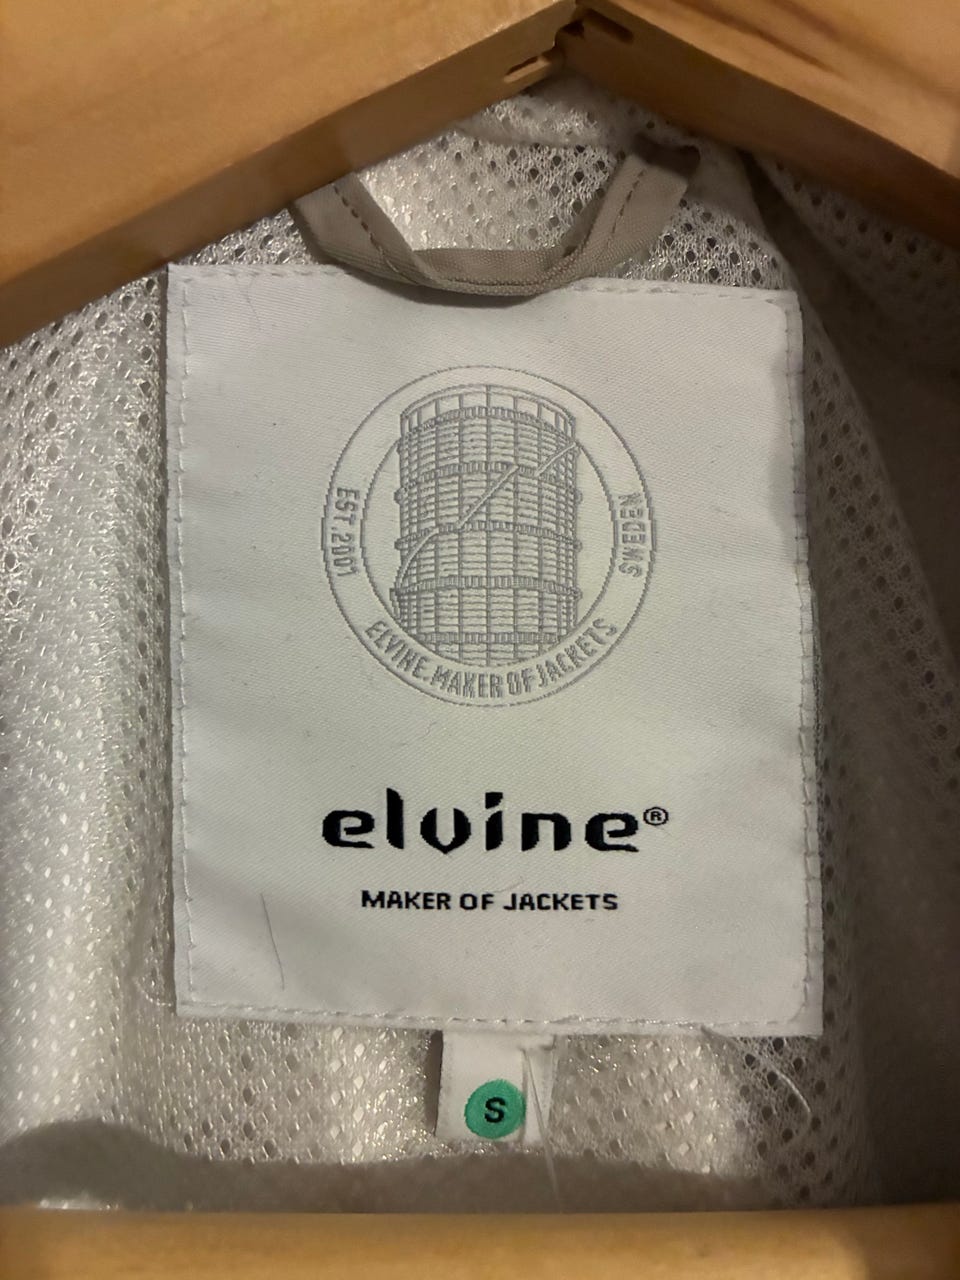 EST.2001
SWEDEN
ELVINE.MAKER OF JACKETS
elvine®
MAKER OF JACKETS
S